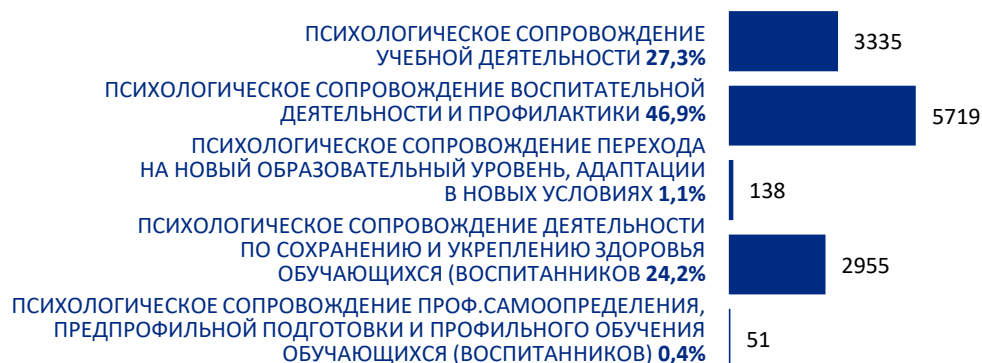 ПСИХОЛОГИЧЕСКОЕ СОПРОВОЖДЕНИЕ
УЧЕБНОЙ ДЕЯТЕЛЬНОСТИ 27,3%
3335
ПСИХОЛОГИЧЕСКОЕ СОПРОВОЖДЕНИЕ ВОСПИТАТЕЛЬНОЙ
ДЕЯТЕЛЬНОСТИ И ПРОФИЛАКТИКИ 46,9%
5719
ПСИХОЛОГИЧЕСКОЕ СОПРОВОЖДЕНИЕ ПЕРЕХОДА
НА НОВЫЙ ОБРАЗОВАТЕЛЬНЫЙ УРОВЕНЬ, АДАПТАЦИИ
В НОВЫХ УСЛОВИЯХ 1,1%
138
ПСИХОЛОГИЧЕСКОЕ СОПРОВОЖДЕНИЕ ДЕЯТЕЛЬНОСТИ
ПО СОХРАНЕНИЮ И УКРЕПЛЕНИЮ ЗДОРОВЬЯ
ОБУЧАЮЩИХСЯ (ВОСПИТАННИКОВ 24,2%
2955
ПСИХОЛОГИЧЕСКОЕ СОПРОВОЖДЕНИЕ ПРОФ.САМООПРЕДЕЛЕНИЯ,
ПРЕДПРОФИЛЬНОЙ ПОДГОТОВКИ И ПРОФИЛЬНОГО ОБУЧЕНИЯ
ОБУЧАЮЩИХСЯ (ВОСПИТАННИКОВ) 0,4%
51